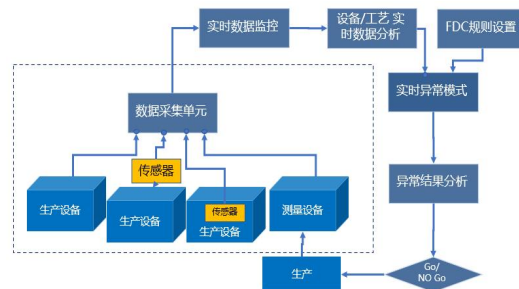 实时数据监控
设备/工艺 实
时数据分析
FDC规则设置
数据采集单元
实时异常模式
传感器
异常结果分析
生产设备
生产设备
传感器
生产设备
测量设备
生产
Go/
NO Go